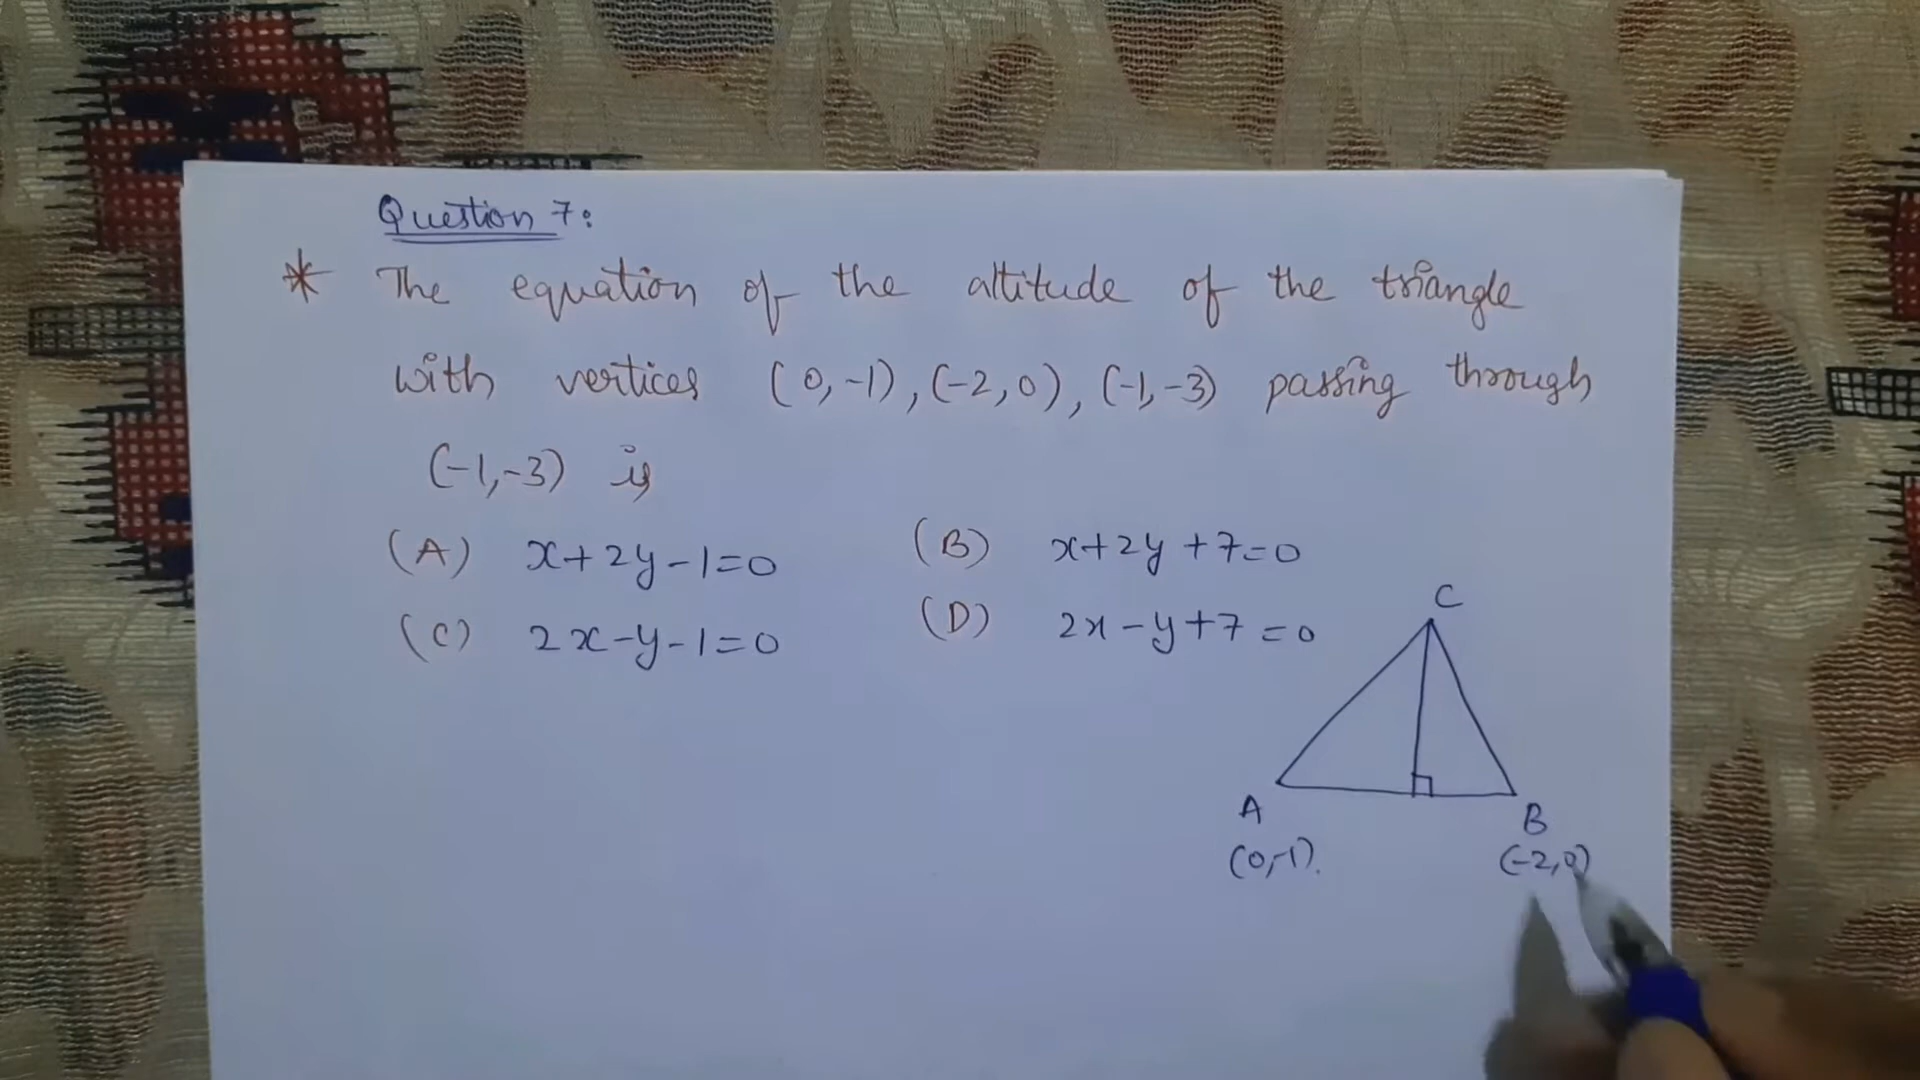 Question 7:
* The equation of the altitude of the triangle
with vertices (0,-1), (-2,0), (-1,-3) passing through
(-1,-3) is
(A) x+2y-1=0 (B) x+2y+7=0
(C) 2x-y-1=0 (D) 2x-y+7=0
C
A B
(0,-1). (-2,0)